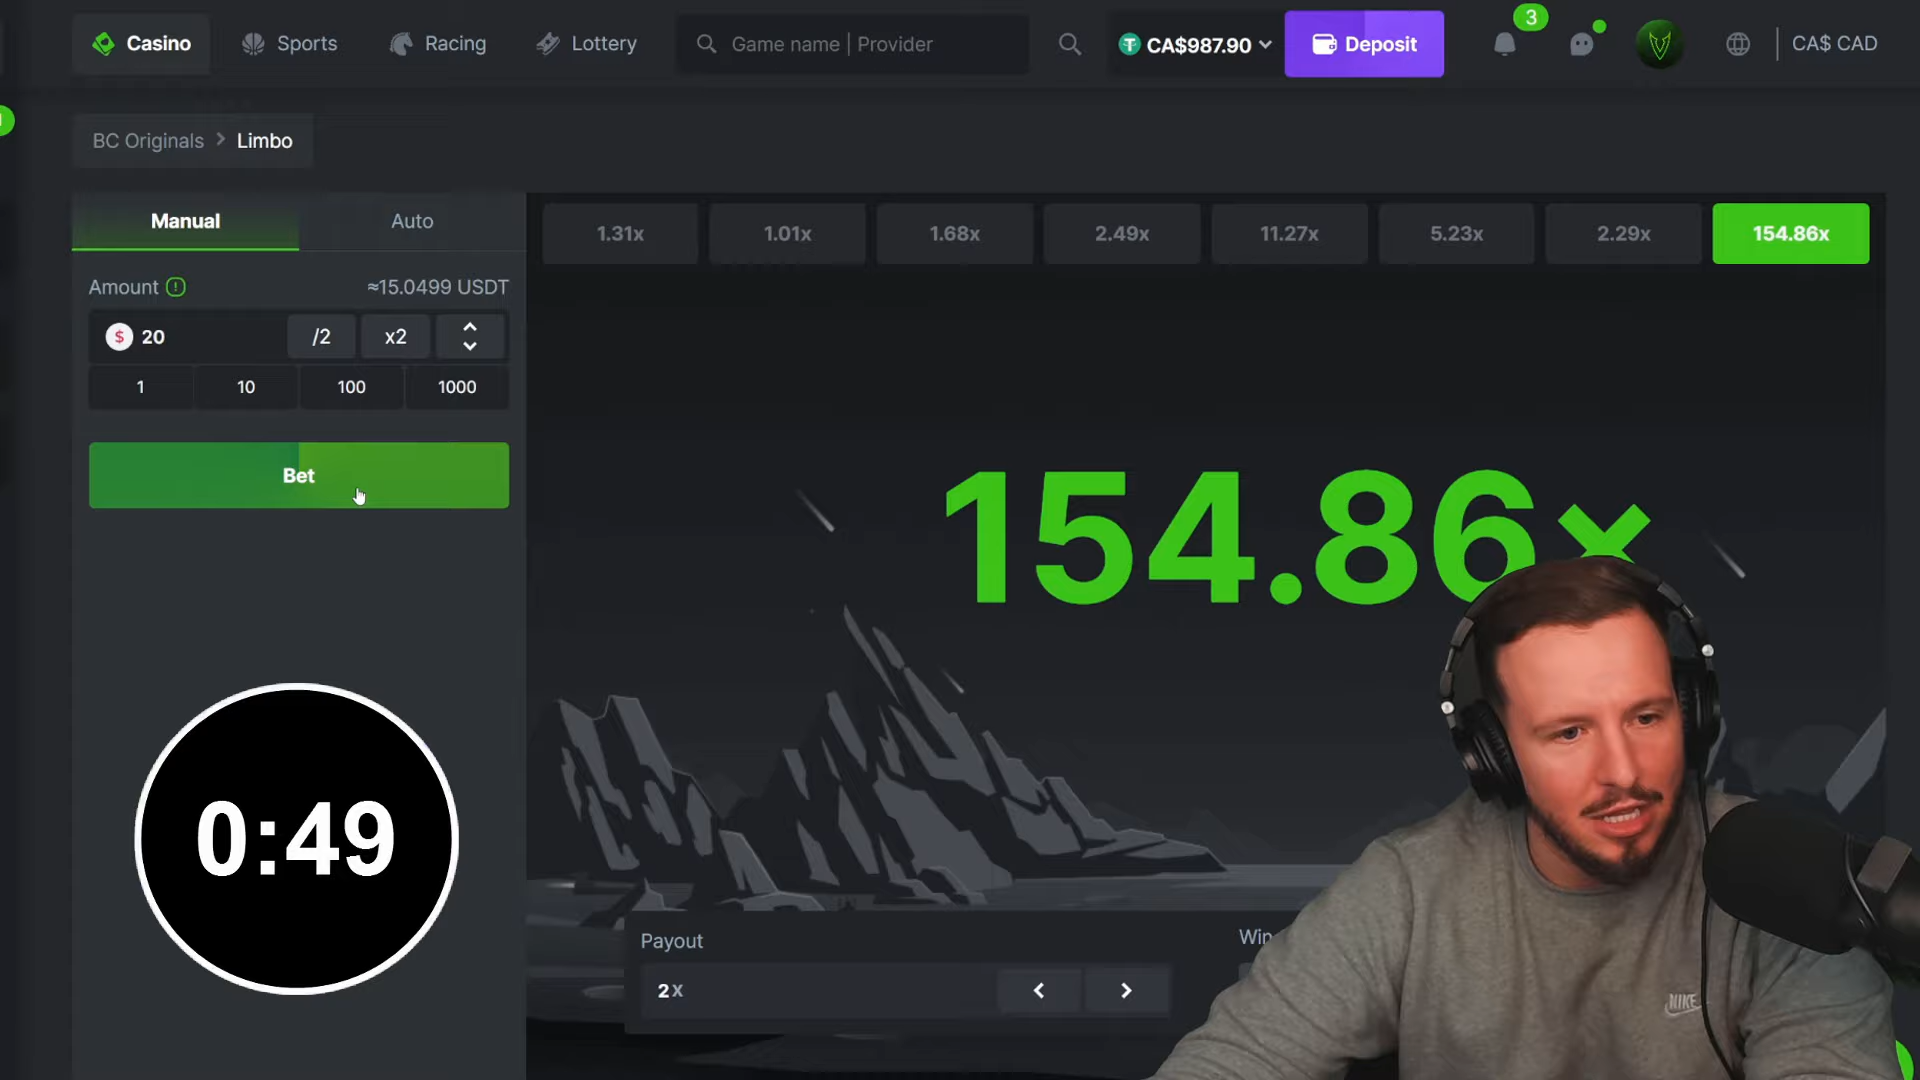 Casino
Sports
Racing
Lottery
Game name | Provider
CA$987.90
Deposit
3
CA$ CAD
BC Originals > Limbo
Manual
Auto
1.31x
1.01x
1.68x
2.49x
11.27x
5.23x
2.29x
154.86x
Amount
≈15.0499 USDT
$ 20
/2
x2
1
10
100
1000
Bet
154.86×
0:49
Payout
2X
NIKE